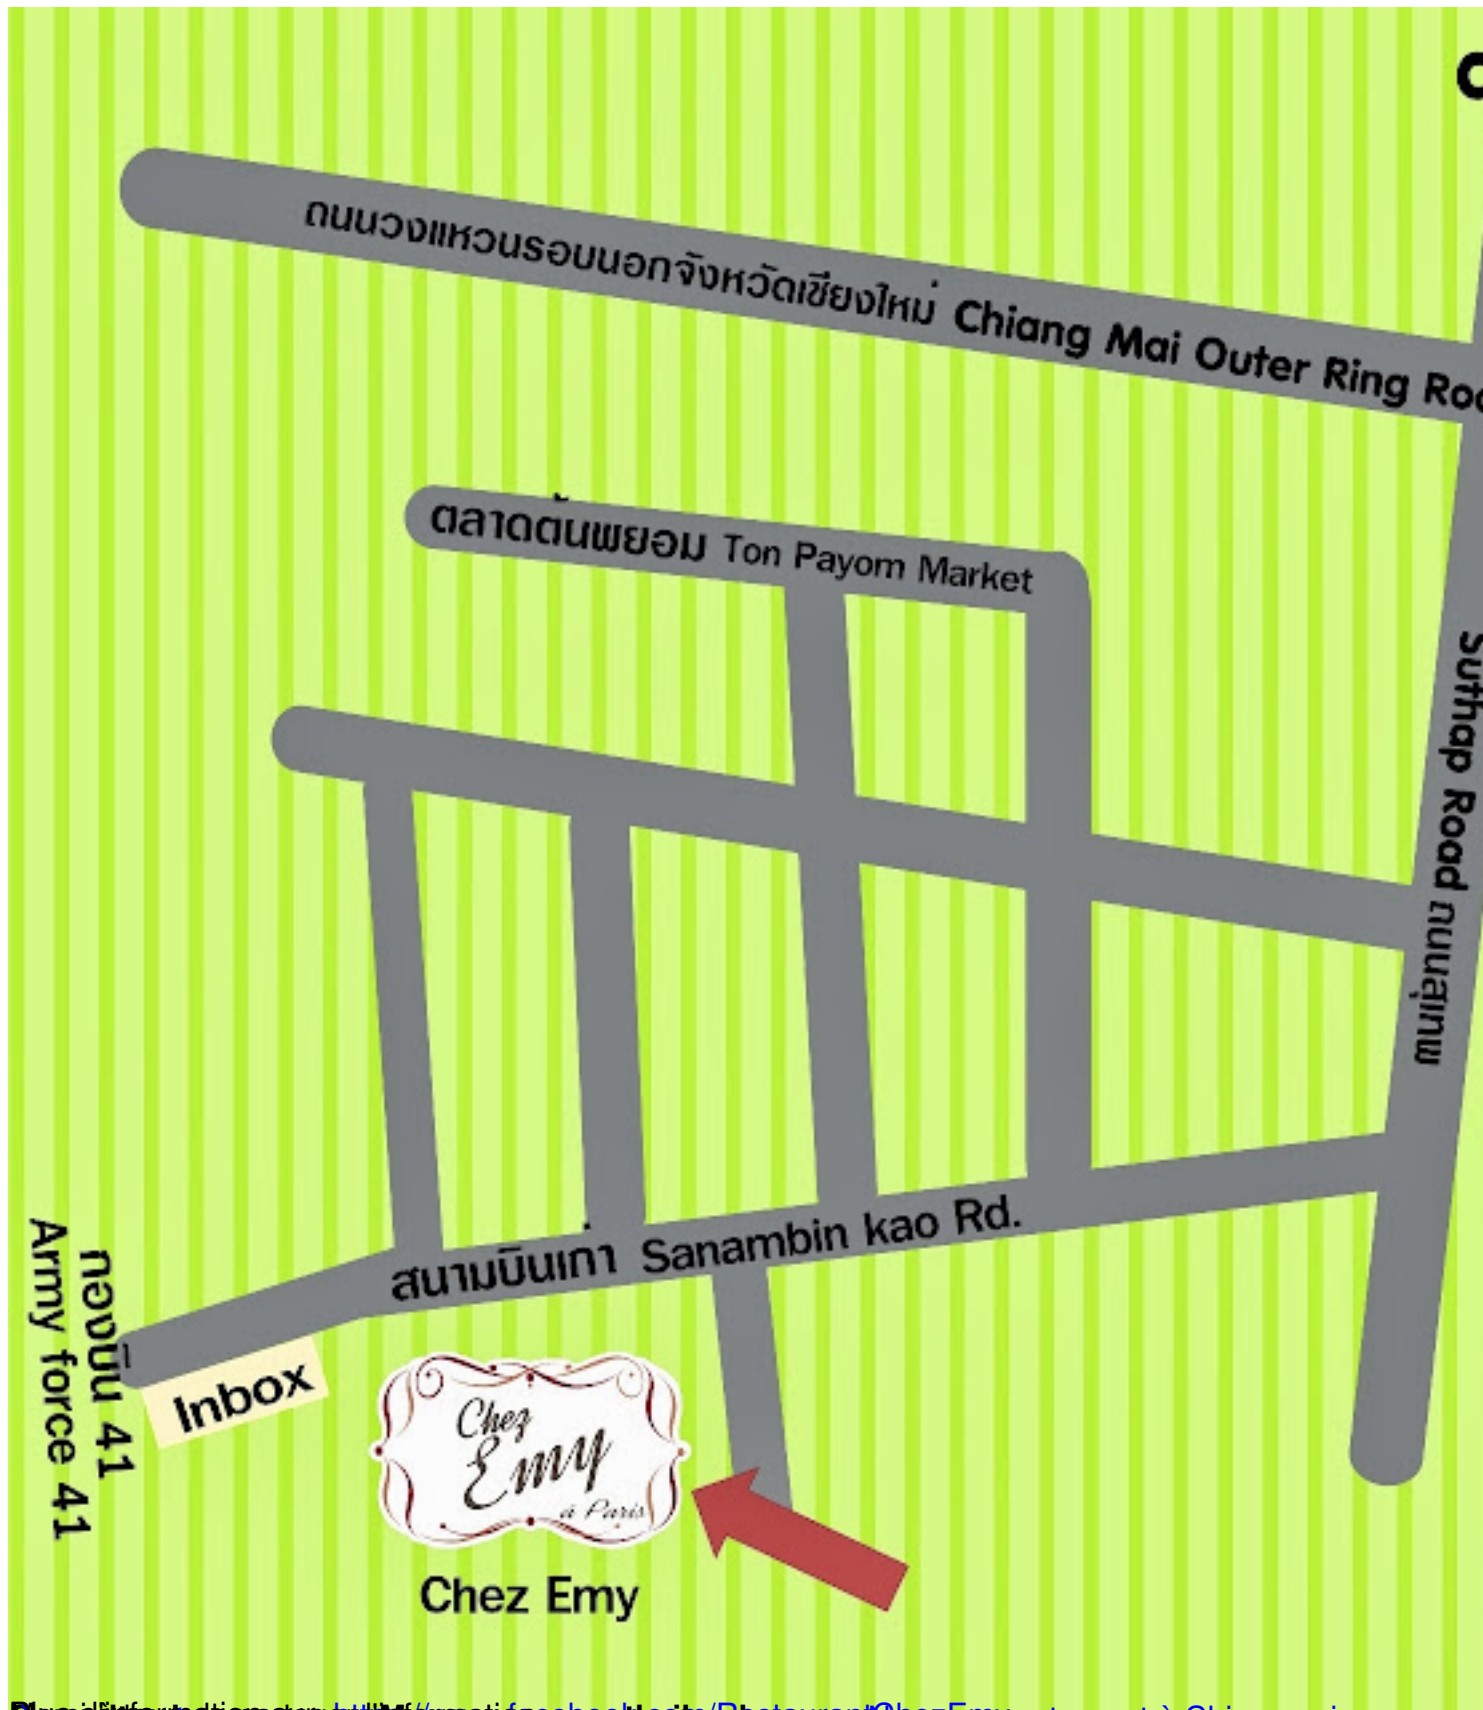 ถนนวงแหวนรอบนอกจังหวัดเชียงใหม่ Chiang Mai Outer Ring
ตลาดต้นพยอม Ton Payom Market
Suthap Road ถนนสุเทพ
สนามบินเก่า Sanambin kao Rd.
กองบิน 41
Army force 41
Inbox
Chez
Emy
à Paris
Chez Emy